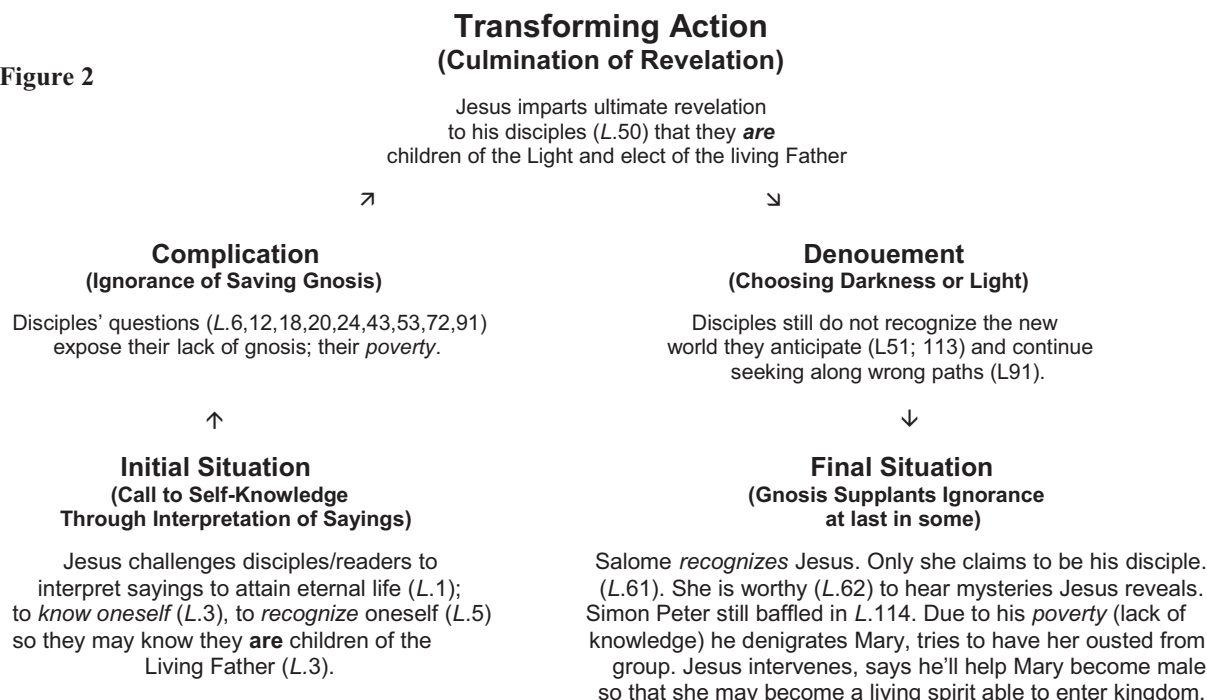 Transforming Action
(Culmination of Revelation)
Figure 2
Jesus imparts ultimate revelation
to his disciples (L.50) that they are
children of the Light and elect of the living Father
↗ ↘
Complication
(Ignorance of Saving Gnosis)
Disciples' questions (L.6,12,18,20,24,43,53,72,91)
expose their lack of gnosis; their poverty.
Denouement
(Choosing Darkness or Light)
Disciples still do not recognize the new
world they anticipate (L51; 113) and continue
seeking along wrong paths (L91).
↑ ↓
Initial Situation
(Call to Self-Knowledge
Through Interpretation of Sayings)
Jesus challenges disciples/readers to
interpret sayings to attain eternal life (L.1);
to know oneself (L.3), to recognize oneself (L.5)
so they may know they are children of the
Living Father (L.3).
Final Situation
(Gnosis Supplants Ignorance
at last in some)
Salome recognizes Jesus. Only she claims to be his disciple.
(L.61). She is worthy (L.62) to hear mysteries Jesus reveals.
Simon Peter still baffled in L.114. Due to his poverty (lack of
knowledge) he denigrates Mary, tries to have her ousted from
group. Jesus intervenes, says he'll help Mary become male
so that she may become a living spirit able to enter kingdom.